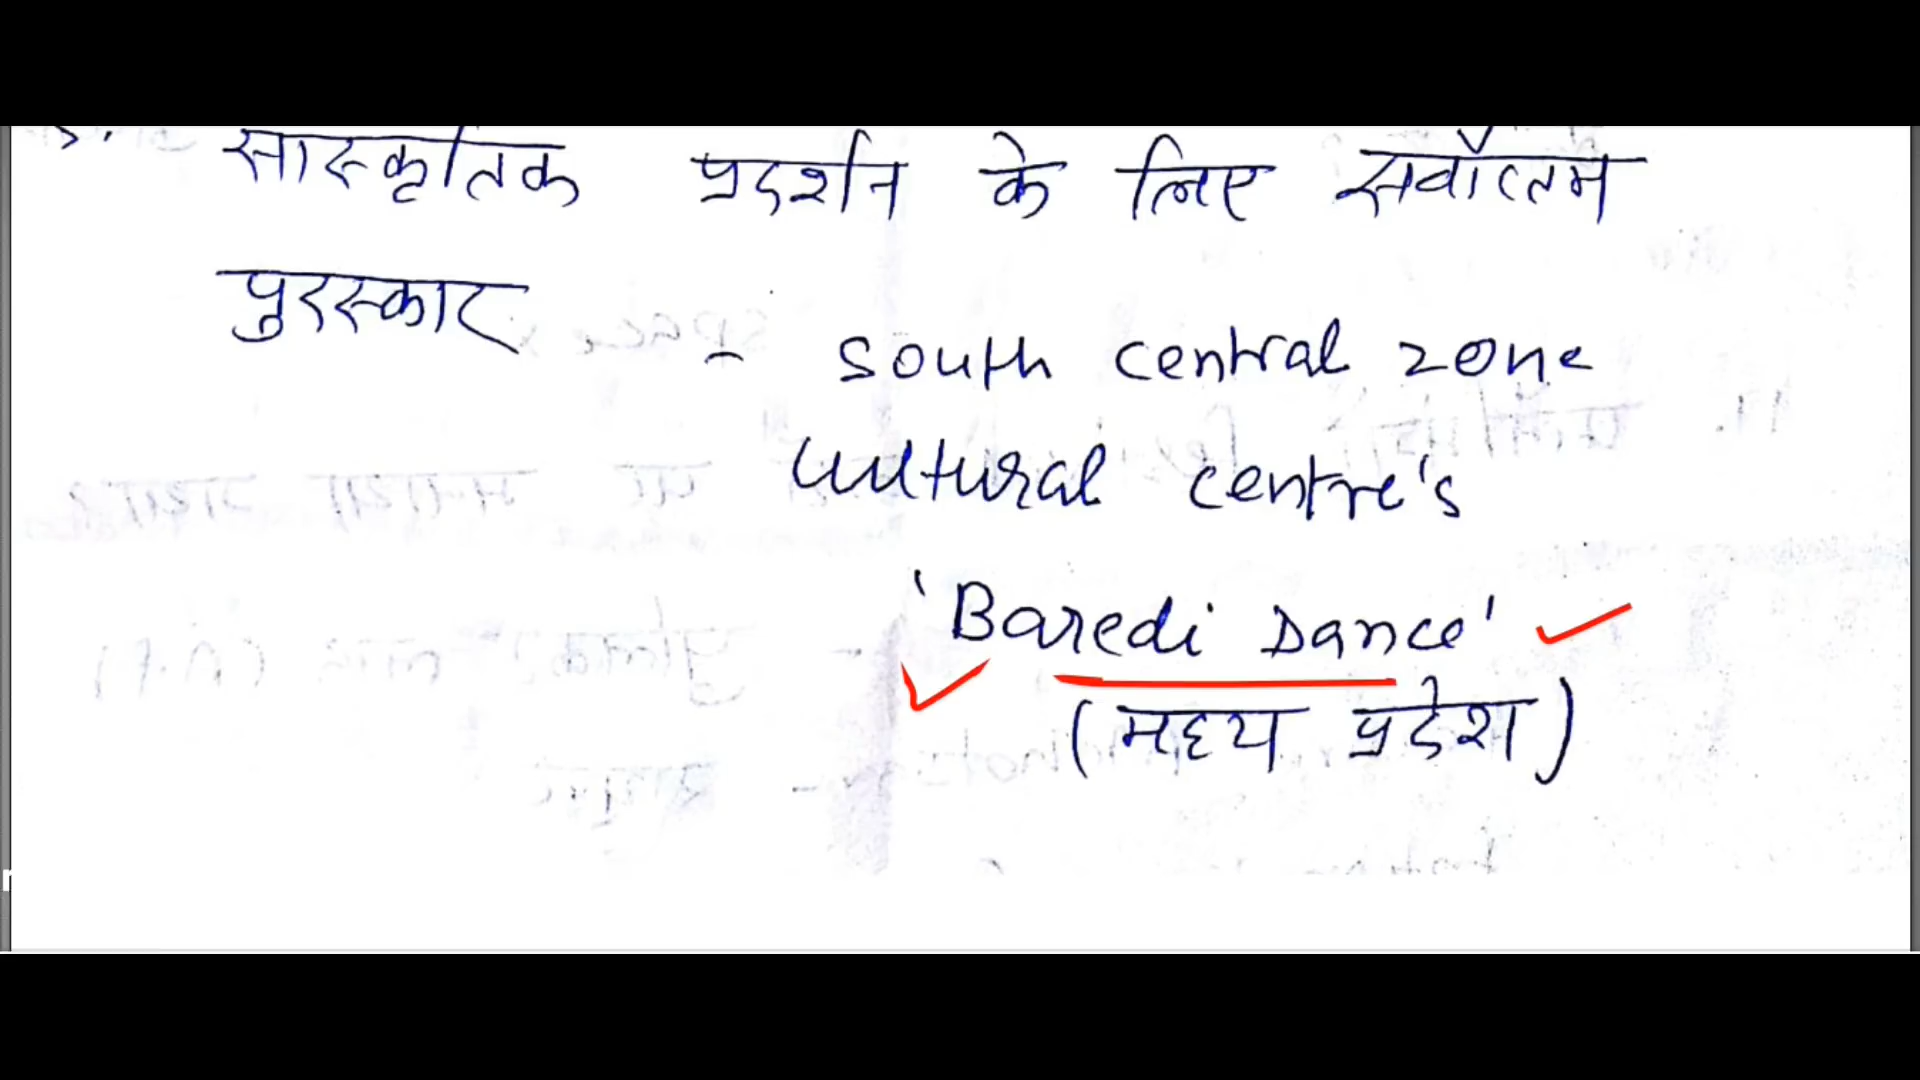 सांस्कृतिक प्रदर्शन के लिए सर्वोत्तम
पुरस्कार - South Central Zone
Cultural Centre's
'Baredi Dance'
(मध्य प्रदेश)